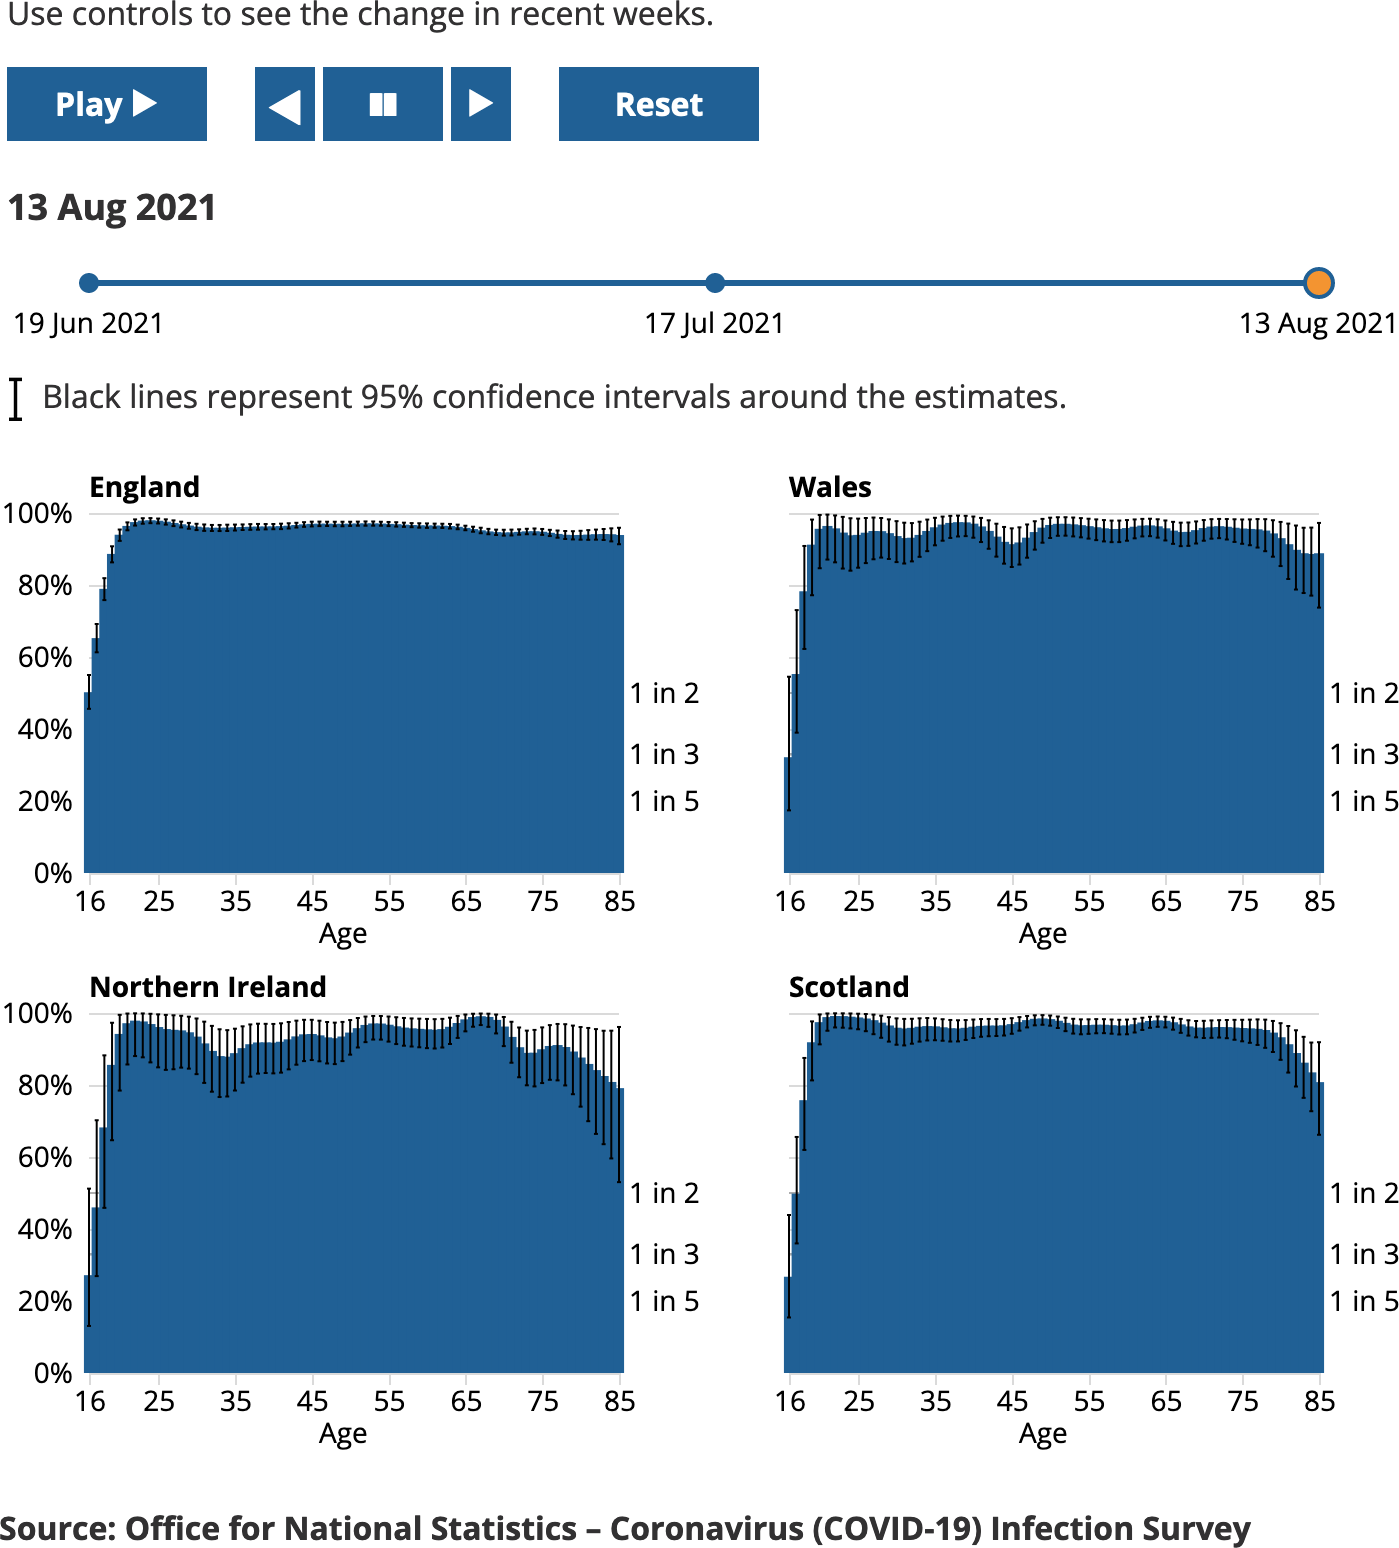 Use controls to see the change in recent weeks.
Play
Reset
13 Aug 2021
19 Jun 2021 17 Jul 2021 13 Aug 2021
Black lines represent 95% confidence intervals around the estimates.
England
100%
80%
60%
40%
20%
0%
1 in 2
1 in 3
1 in 5
16 25 35 45 55 65 75 85
Age
Wales
1 in 2
1 in 3
1 in 5
16 25 35 45 55 65 75 85
Age
Northern Ireland
100%
80%
60%
40%
20%
0%
1 in 2
1 in 3
1 in 5
16 25 35 45 55 65 75 85
Age
Scotland
1 in 2
1 in 3
1 in 5
16 25 35 45 55 65 75 85
Age
Source: Office for National Statistics – Coronavirus (COVID-19) Infection Survey